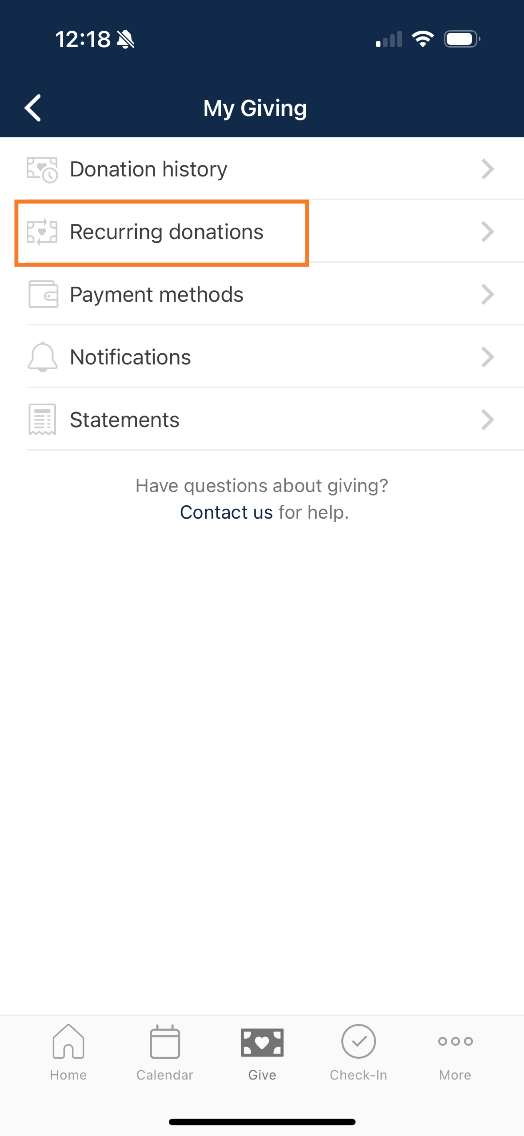 12:18
My Giving
Donation history
Recurring donations
Payment methods
Notifications
Statements
Have questions about giving?
Contact us for help.
Home
Calendar
Give
Check-In
More